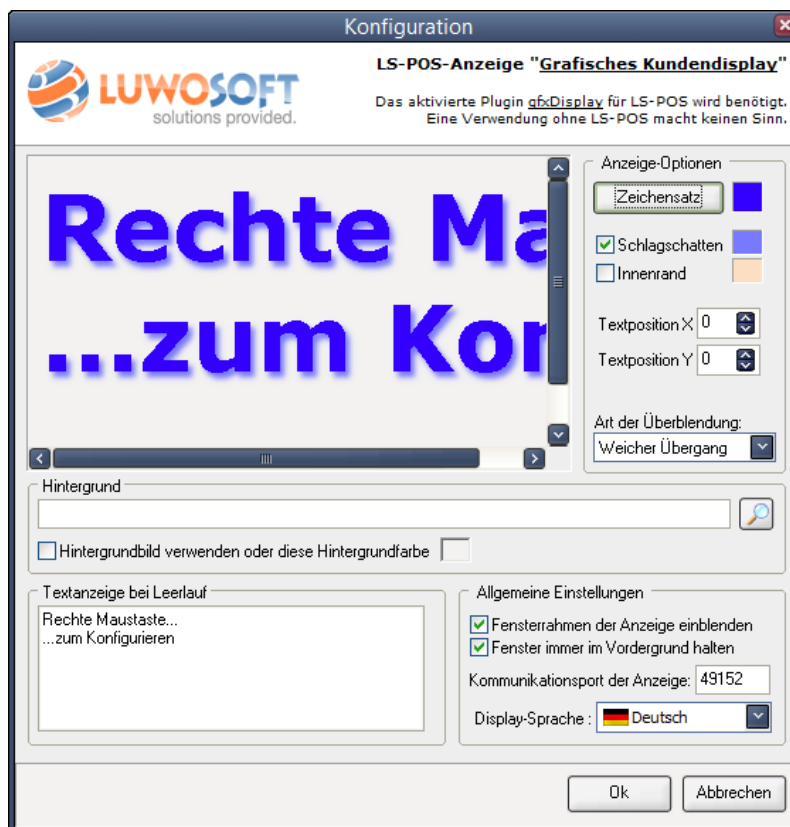 Konfiguration
LUWOSOFT
solutions provided.
LS-POS-Anzeige "Grafisches Kundendisplay"
Das aktivierte Plugin gfxDisplay für LS-POS wird benötigt.
Eine Verwendung ohne LS-POS macht keinen Sinn.
Rechte Ma
...zum Kon
Anzeige-Optionen
Zeichensatz
Schlagschatten
Innenrand
Textposition X 0
Textposition Y 0
Art der Überblendung:
Weicher Übergang
Hintergrund
Hintergrundbild verwenden oder diese Hintergrundfarbe
Textanzeige bei Leerlauf
Rechte Maustaste...
...zum Konfigurieren
Allgemeine Einstellungen
Fensterrahmen der Anzeige einblenden
Fenster immer im Vordergrund halten
Kommunikationsport der Anzeige: 49152
Display-Sprache : Deutsch
Ok
Abbrechen